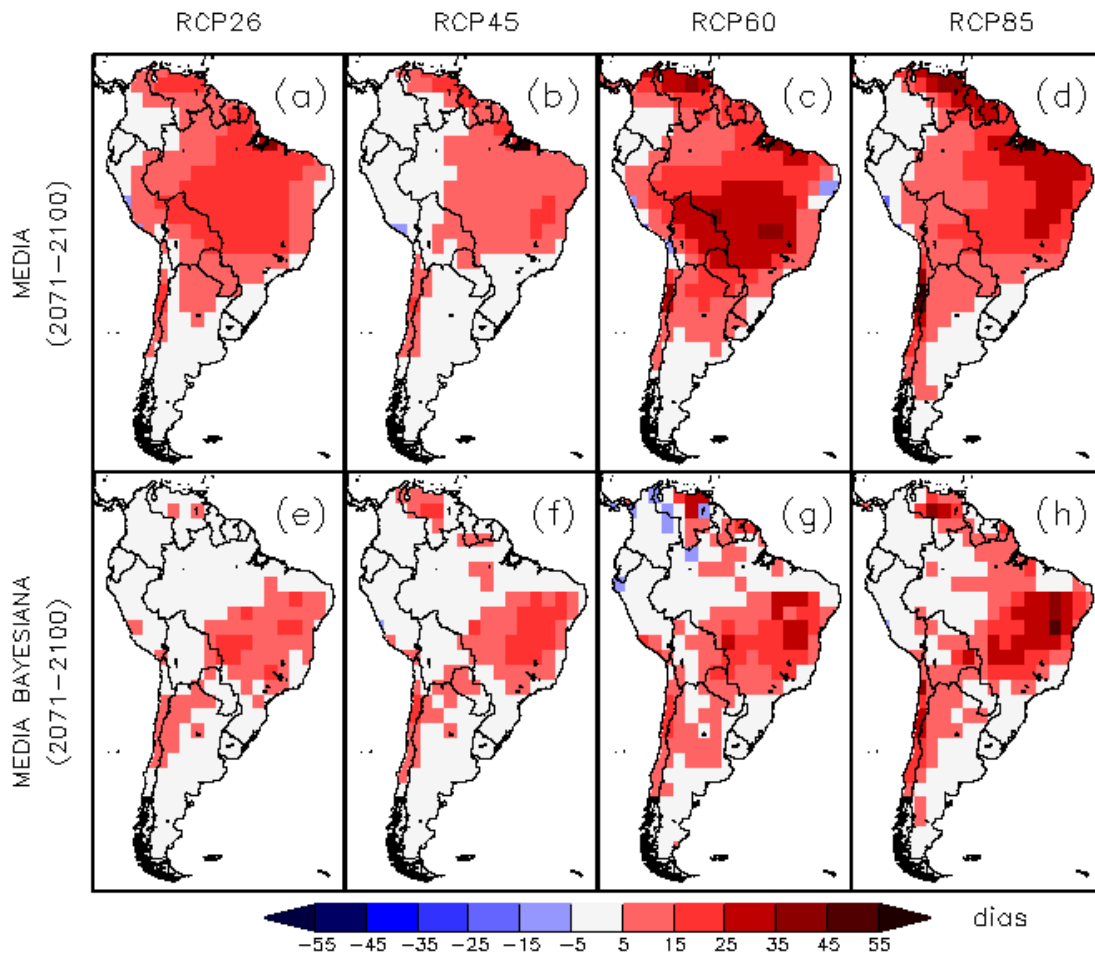 RCP26 RCP45 RCP60 RCP85
MEDIA
(2071−2100)
(a) (b) (c) (d)
MEDIA BAYESIANA
(2071−2100)
(e) (f) (g) (h)
−55 −45 −35 −25 −15 −5 5 15 25 35 45 55
dias